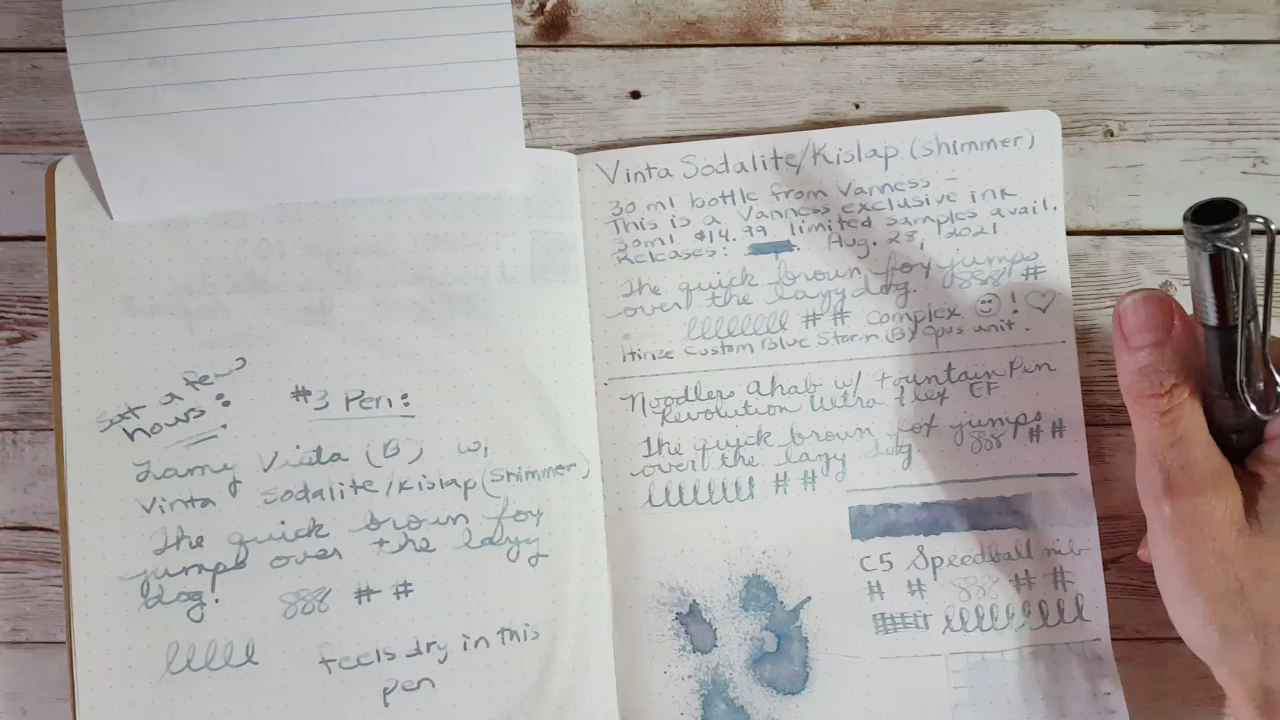 Sat a few
hours:
#3 Pen:
Lamy Vista (B) w/
Vinta Sodalite/Kislap (shimmer)
The quick brown fox
jumps over the lazy
dog. 888 # #
lllll feels dry in this
pen
Vinta Sodalite/Kislap (shimmer)
30 ml bottle from Vanness -
This is a Vanness exclusive ink
30ml $14.99 limited samples avail.
Releases: Aug. 28, 2021
The quick brown fox jumps
over the lazy dog. 888 #
llllllll # # Complex ☺ ! ♡
Hinze Custom Blue Storm (B) Opus unit.
Noodlers Ahab w/ Fountain Pen
Revolution Ultra Flex EF
The quick brown fox jumps
over the lazy dog 888 # #
llllllll # #
C5 Speedball nib
# # 888 # #
lllllllll